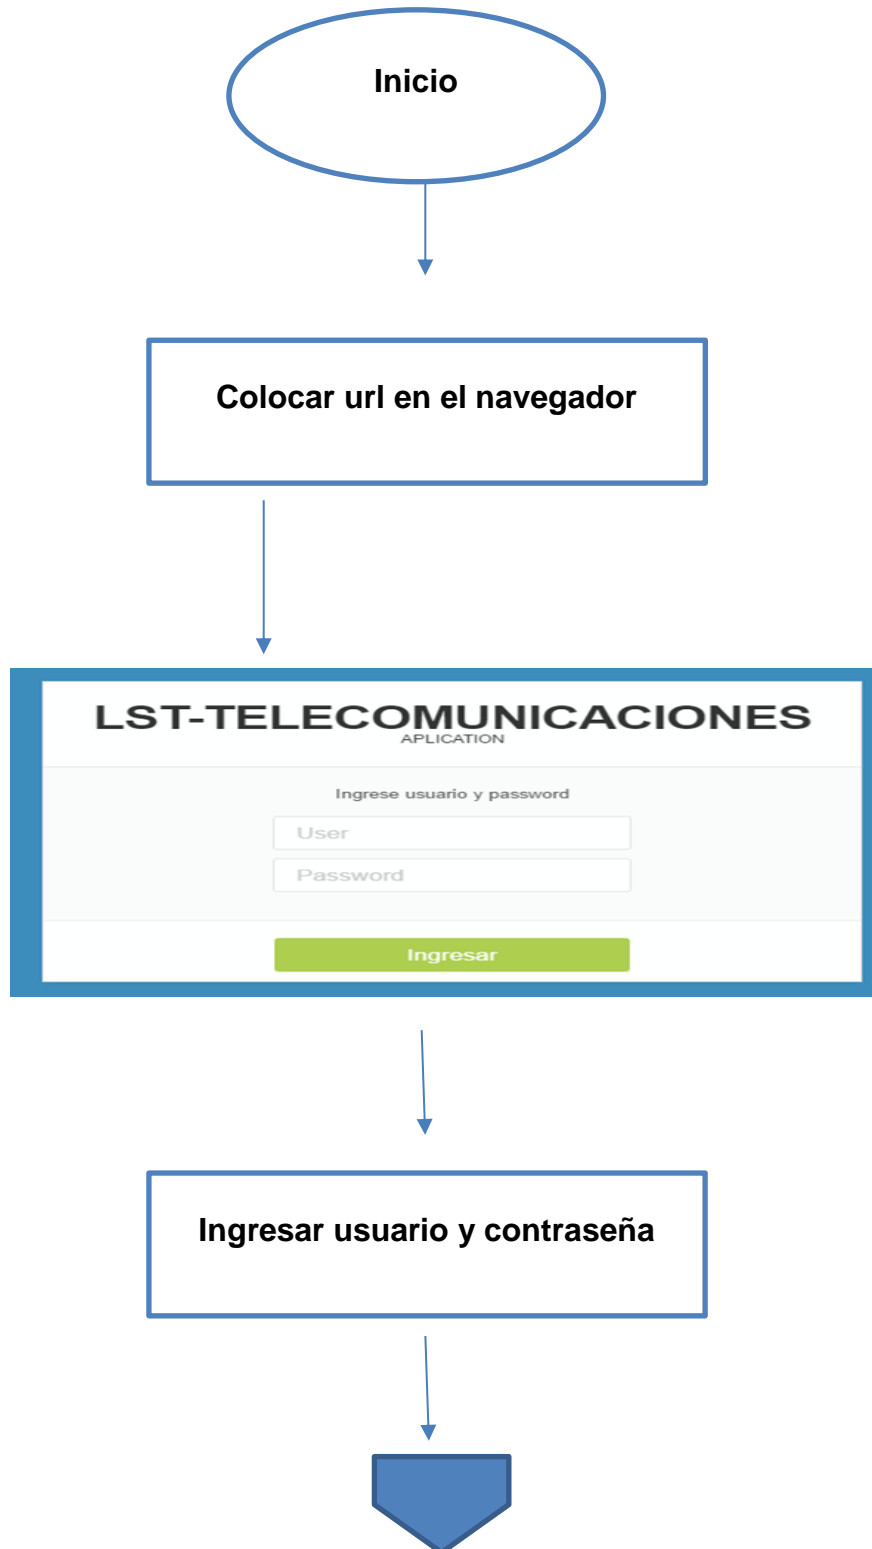 Inicio
Colocar url en el navegador
LST-TELECOMUNICACIONES
APLICATION
Ingrese usuario y password
User
Password
Ingresar
Ingresar usuario y contraseña